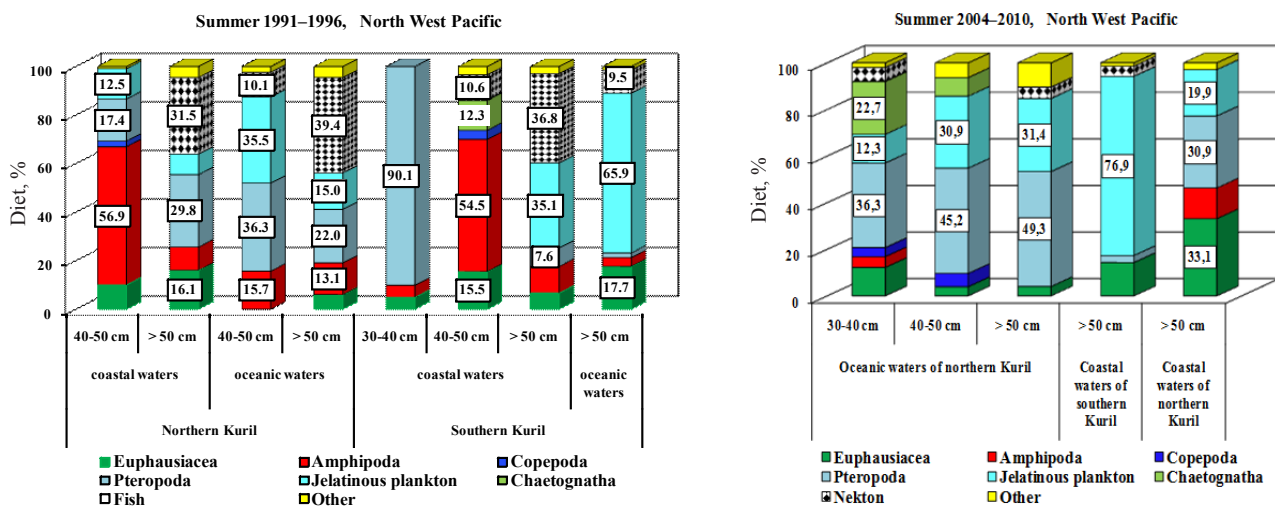 Summer 1991–1996, North West Pacific
Diet, %
100
80
60
40
20
0
12.5
17.4
56.9
31.5
29.8
16.1
10.1
35.5
36.3
15.7
39.4
15.0
22.0
13.1
90.1
10.6
12.3
54.5
15.5
36.8
35.1
7.6
9.5
65.9
17.7
40-50 cm > 50 cm 40-50 cm > 50 cm 30-40 cm 40-50 cm > 50 cm > 50 cm
coastal waters oceanic waters coastal waters oceanic
waters
Northern Kuril Southern Kuril
Euphausiacea Amphipoda Copepoda
Pteropoda Jelatinous plankton Chaetognatha
Fish Other
Summer 2004–2010, North West Pacific
Diet, %
100
80
60
40
20
0
22,7
12,3
36,3
30,9
45,2
31,4
49,3
76,9
19,9
30,9
33,1
30-40 cm 40-50 cm > 50 cm > 50 cm > 50 cm
Oceanic waters of northern Kuril
Coastal
waters of
southern
Kuril
Coastal
waters of
northern
Kuril
Euphausiacea Amphipoda Copepoda
Pteropoda Jelatinous plankton Chaetognatha
Nekton Other